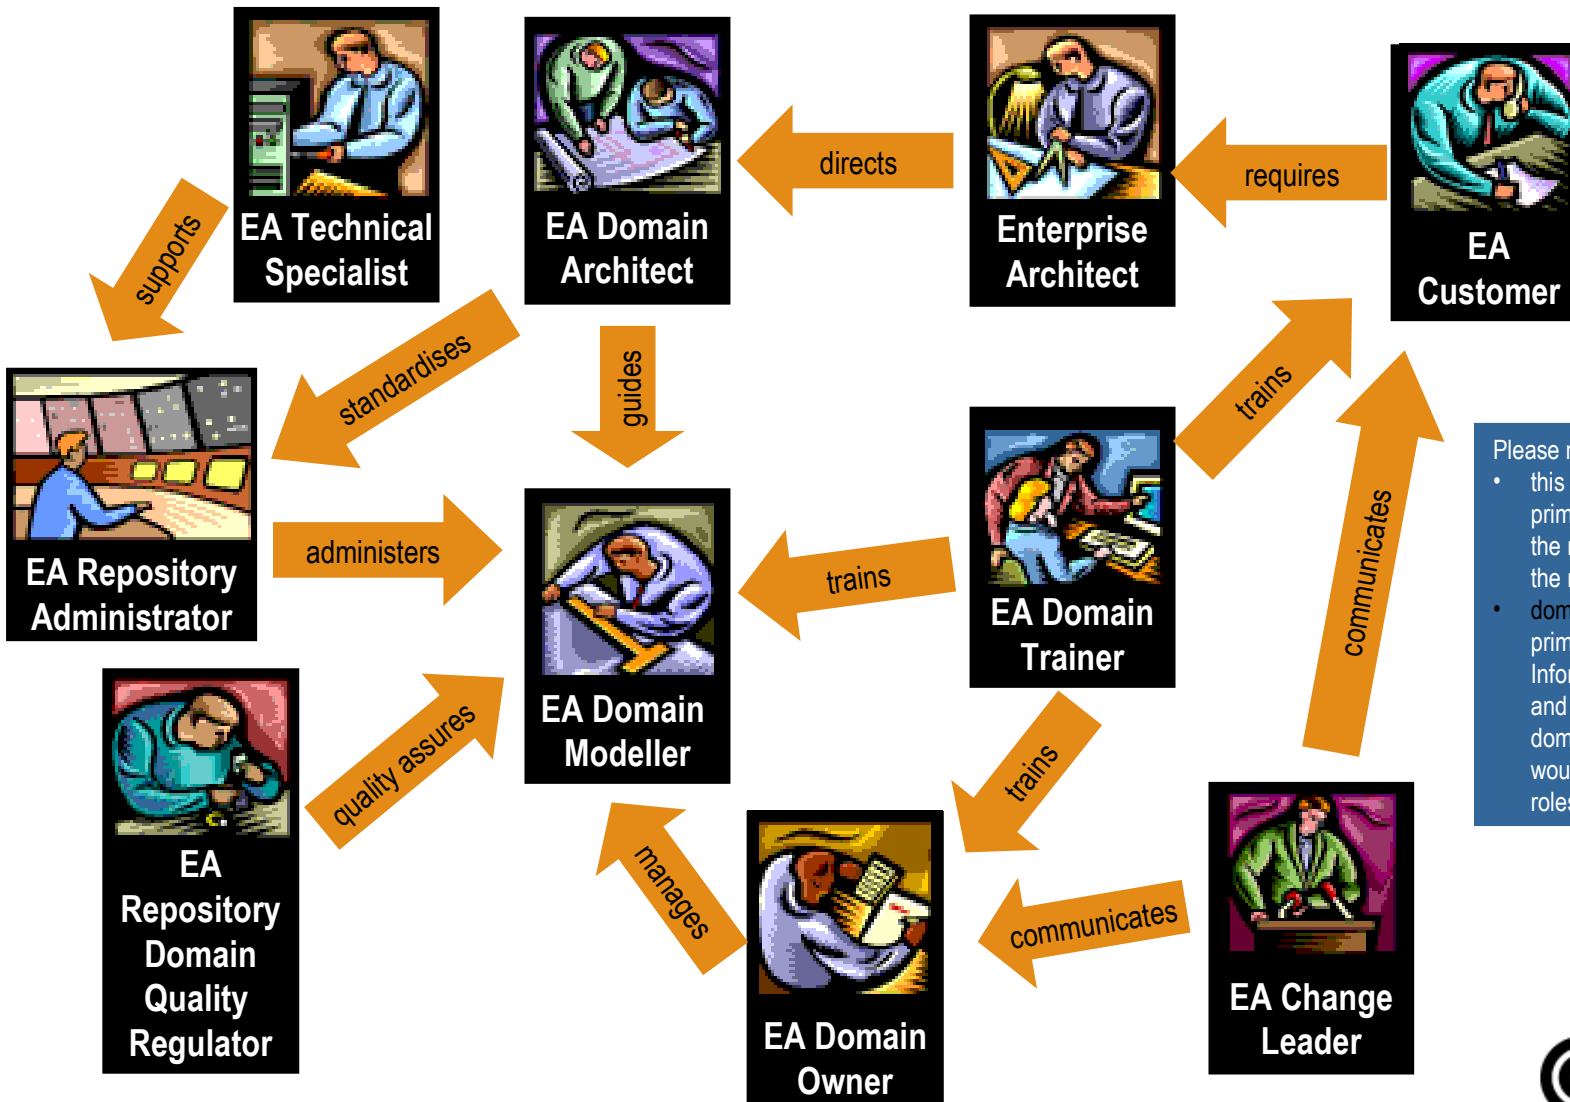 EA Technical
Specialist
EA Domain
Architect
directs
Enterprise
Architect
requires
EA
Customer
supports
standardises
guides
trains
EA Repository
Administrator
administers
EA Domain
Modeller
trains
EA Domain
Trainer
communicates
Please
•
this
the
the
•
and
roles
EA
Repository
Domain
Quality
Regulator
quality assures
manages
trains
EA Domain
Owner
communicates
EA Change
Leader